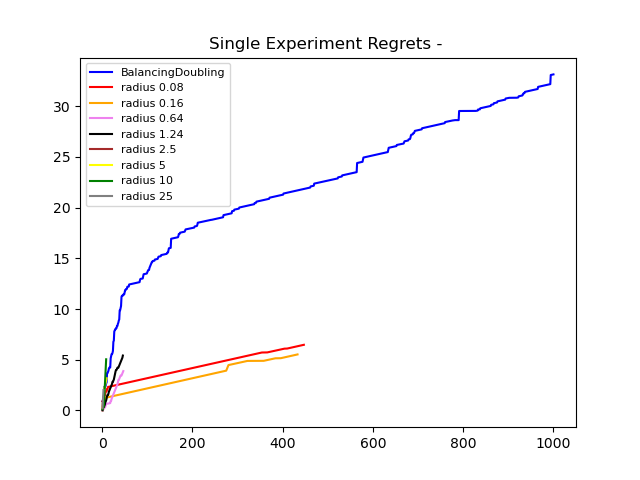 Single Experiment Regrets -
BalancingDoubling
radius 0.08
radius 0.16
radius 0.64
radius 1.24
radius 2.5
radius 5
radius 10
radius 25
30
25
20
15
10
5
0
0 200 400 600 800 1000